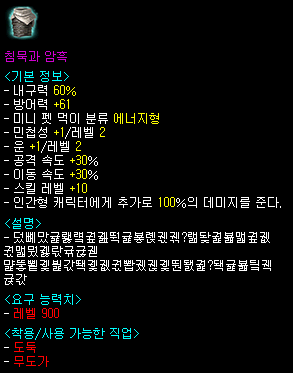 침묵과 암흑
<기본 정보>
- 내구력 60%
- 방어력 +61
- 미니 펫 먹이 분류 에너지형
- 민첩성 +1/레벨 2
- 운 +1/레벨 2
- 공격 속도 +30%
- 이동 속도 +30%
- 스킬 레벨 +10
- 인간형 캐릭터에게 추가로 100%의 데미지를 준다.
<설명>
<요구 능력치>
- 레벨 900
<착용/사용 가능한 직업>
- 도둑
- 무도가